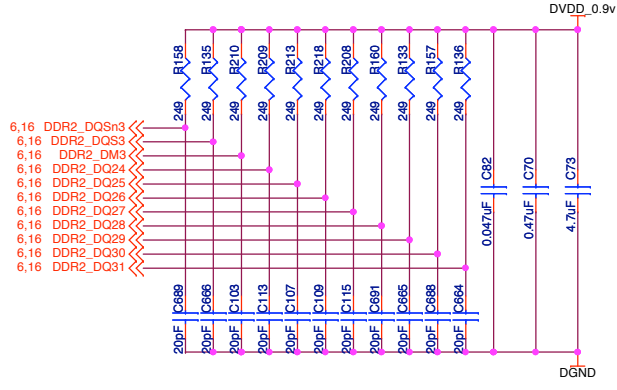 DVDD_0.9v
R158 R135 R210 R209 R213 R218 R208 R160 R133 R157 R136
249 249 249 249 249 249 249 249 249 249 249
6,16 DDR2_DQSn3
6,16 DDR2_DQS3
6,16 DDR2_DM3
6,16 DDR2_DQ24
6,16 DDR2_DQ25
6,16 DDR2_DQ26
6,16 DDR2_DQ27
6,16 DDR2_DQ28
6,16 DDR2_DQ29
6,16 DDR2_DQ30
6,16 DDR2_DQ31
C82 C70 C73
0.047uF 0.47uF 4.7uF
C689 C666 C103 C113 C107 C109 C115 C691 C665 C688 C664
20pF 20pF 20pF 20pF 20pF 20pF 20pF 20pF 20pF 20pF 20pF
DGND